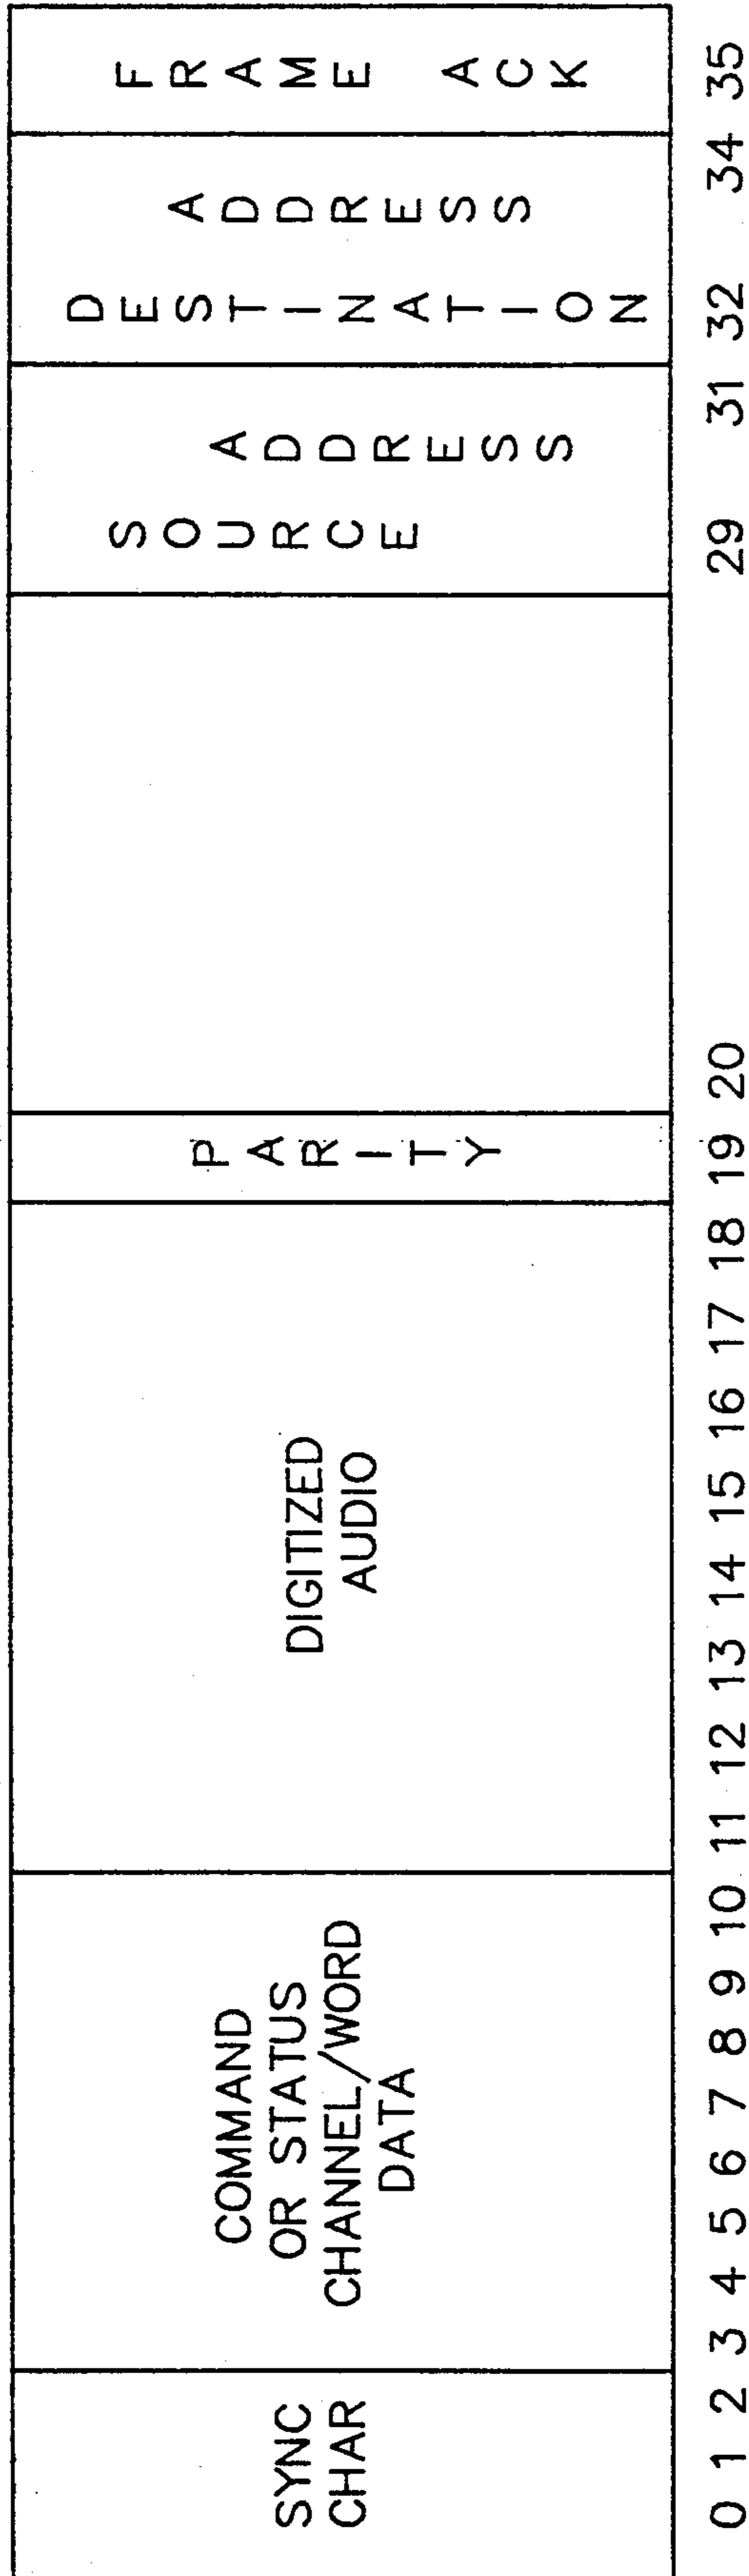 SYNC
CHAR
COMMAND
OR STATUS
CHANNEL/WORD
DATA
DIGITIZED
AUDIO
PARITY
SOURCE
ADDRESS
DESTINATION
ADDRESS
FRAME ACK
0 1 2 3 4 5 6 7 8 9 10 11 12 13 14 15 16 17 18 19 20 29 31 32 34 35